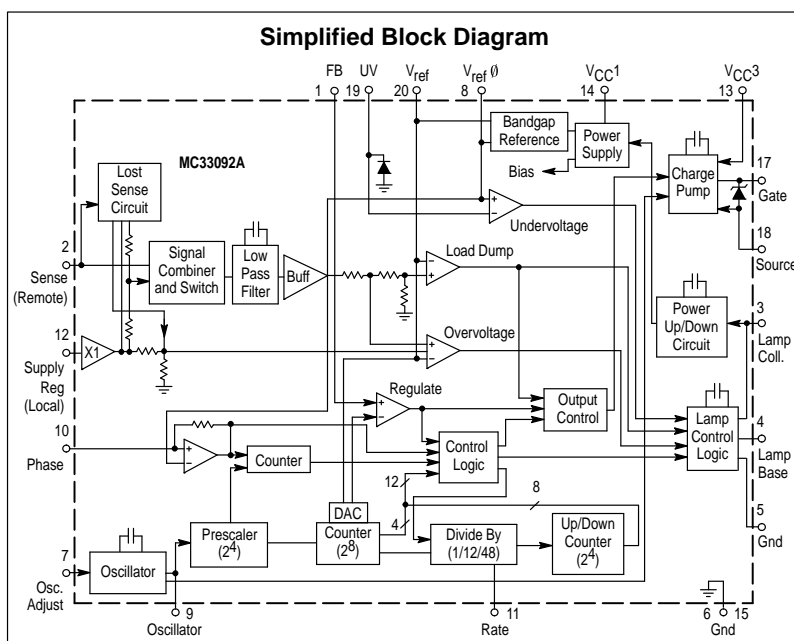 Simplified Block Diagram
FB
UV
Vref
Vref Ø
VCC1
VCC3
1
19
20
8
14
13
MC33092A
Lost
Sense
Circuit
Bandgap
Reference
Power
Supply
Bias
Charge
Pump
17
Gate
18
Source
Undervoltage
2
Sense
(Remote)
Signal
Combiner
and Switch
Low
Pass
Filter
Buff
Load Dump
Power
Up/Down
Circuit
3
Lamp
Coll.
12
X1
Supply
Reg
(Local)
Overvoltage
Regulate
Output
Control
Lamp
Control
Logic
4
Lamp
Base
10
Phase
Counter
Control
Logic
12
8
4
5
Gnd
7
Osc.
Adjust
Oscillator
Prescaler
(2⁴)
DAC
Counter
(2⁸)
Divide By
(1/12/48)
Up/Down
Counter
(2⁴)
9
Oscillator
11
Rate
6
15
Gnd